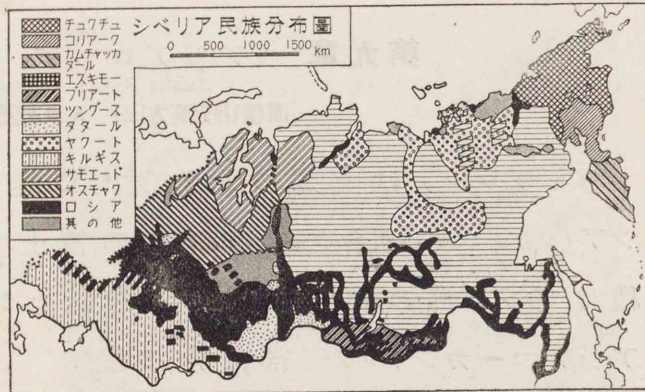 シベリア民族分布圖
0 500 1000 1500 km
チュクチュ
コリアーク
カムチャッカダール
エスキモー
ブリアート
ツングース
タタール
ヤクート
キルギス
サモエード
オスチャク
ロシア
其の他